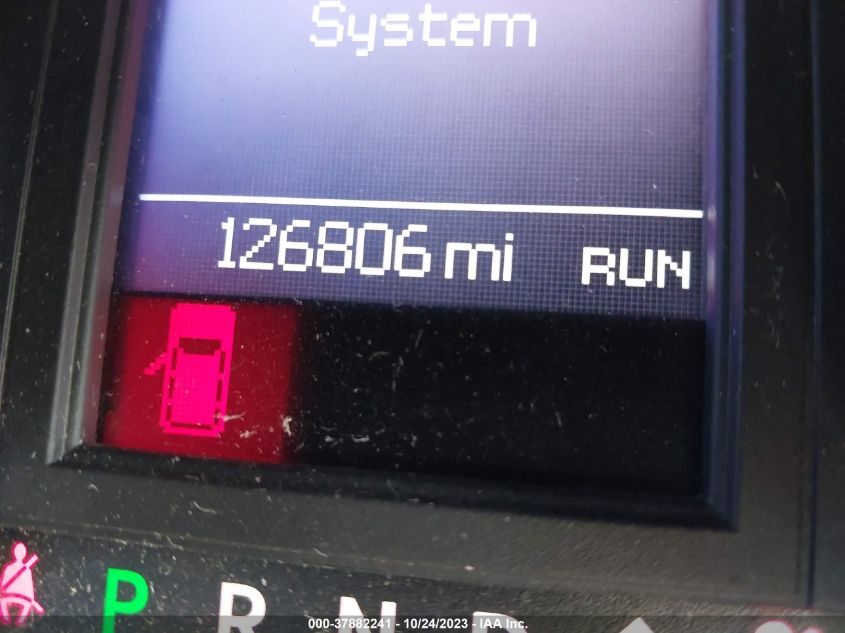 System
126806 mi RUN
P R N D
000-37882241 - 10/24/2023 - IAA Inc.